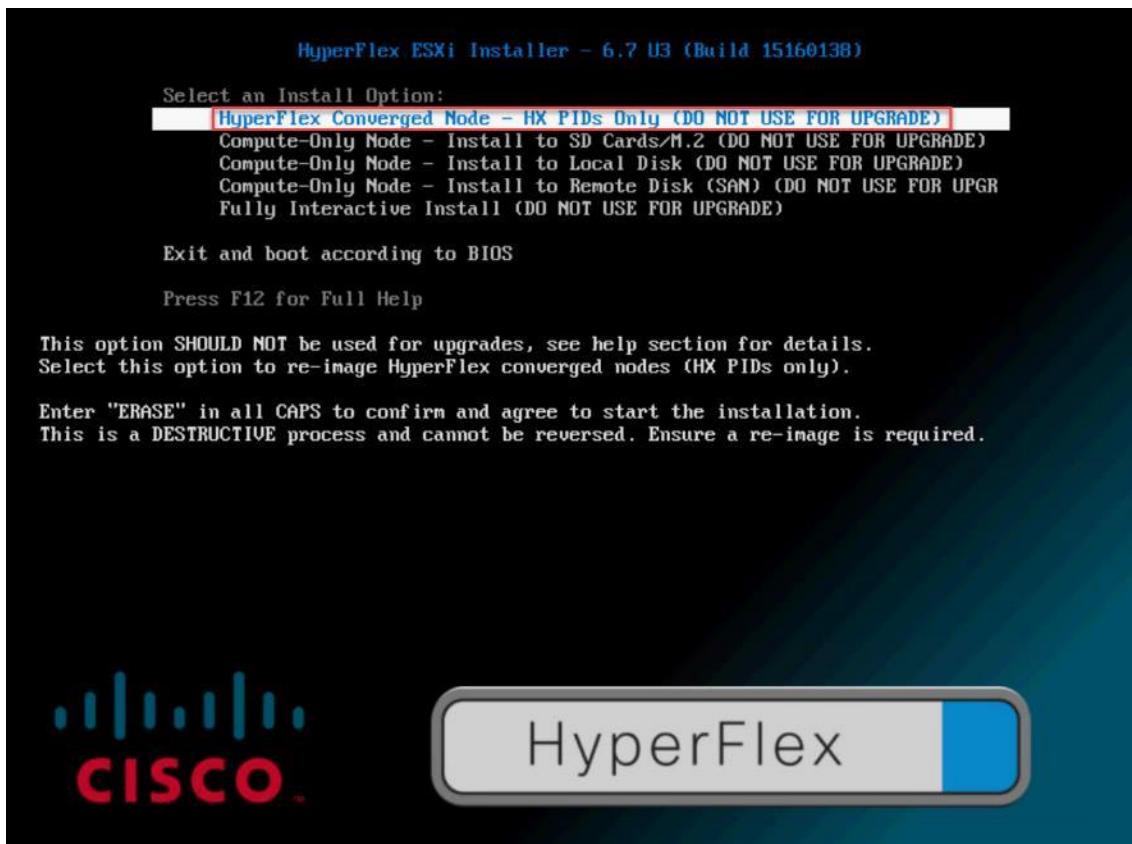 HyperFlex ESXi Installer - 6.7 U3 (Build 15160138)
Select an Install Option:
HyperFlex Converged Node - HX PIDs Only (DO NOT USE FOR UPGRADE)
Compute-Only Node - Install to SD Cards/M.2 (DO NOT USE FOR UPGRADE)
Compute-Only Node - Install to Local Disk (DO NOT USE FOR UPGRADE)
Compute-Only Node - Install to Remote Disk (SAN) (DO NOT USE FOR UPGR
Fully Interactive Install (DO NOT USE FOR UPGRADE)
Exit and boot according to BIOS
Press F12 for Full Help
This option SHOULD NOT be used for upgrades, see help section for details.
Select this option to re-image HyperFlex converged nodes (HX PIDs only).
Enter "ERASE" in all CAPS to confirm and agree to start the installation.
This is a DESTRUCTIVE process and cannot be reversed. Ensure a re-image is required.
CISCO
HyperFlex